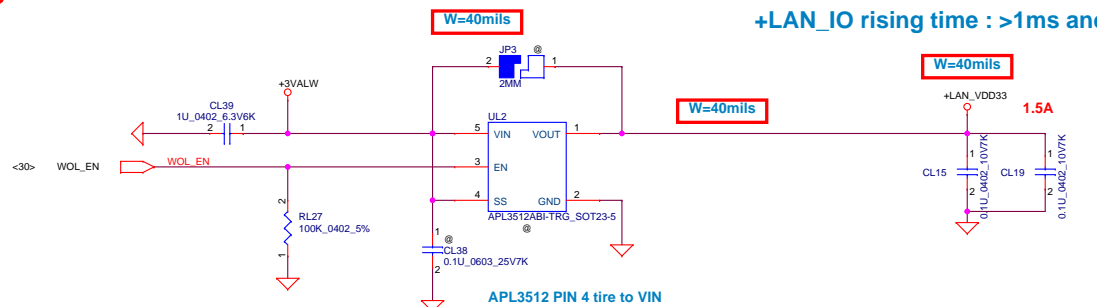 W=40mils
+LAN_IO rising time : >1ms and
JP3
@
2
1
2MM
W=40mils
+3VALW
+LAN_VDD33
1.5A
CL39
1U_0402_6.3V6K
2
1
W=40mils
UL2
5
VIN
VOUT
1
<30>
WOL_EN
WOL_EN
3
EN
4
SS
GND
2
APL3512ABI-TRG_SOT23-5
@
2
RL27
100K_0402_5%
1
1
@
CL38
0.1U_0603_25V7K
2
1
CL15
2
0.1U_0402_10V7K
1
CL19
2
0.1U_0402_10V7K
APL3512 PIN 4 tire to VIN